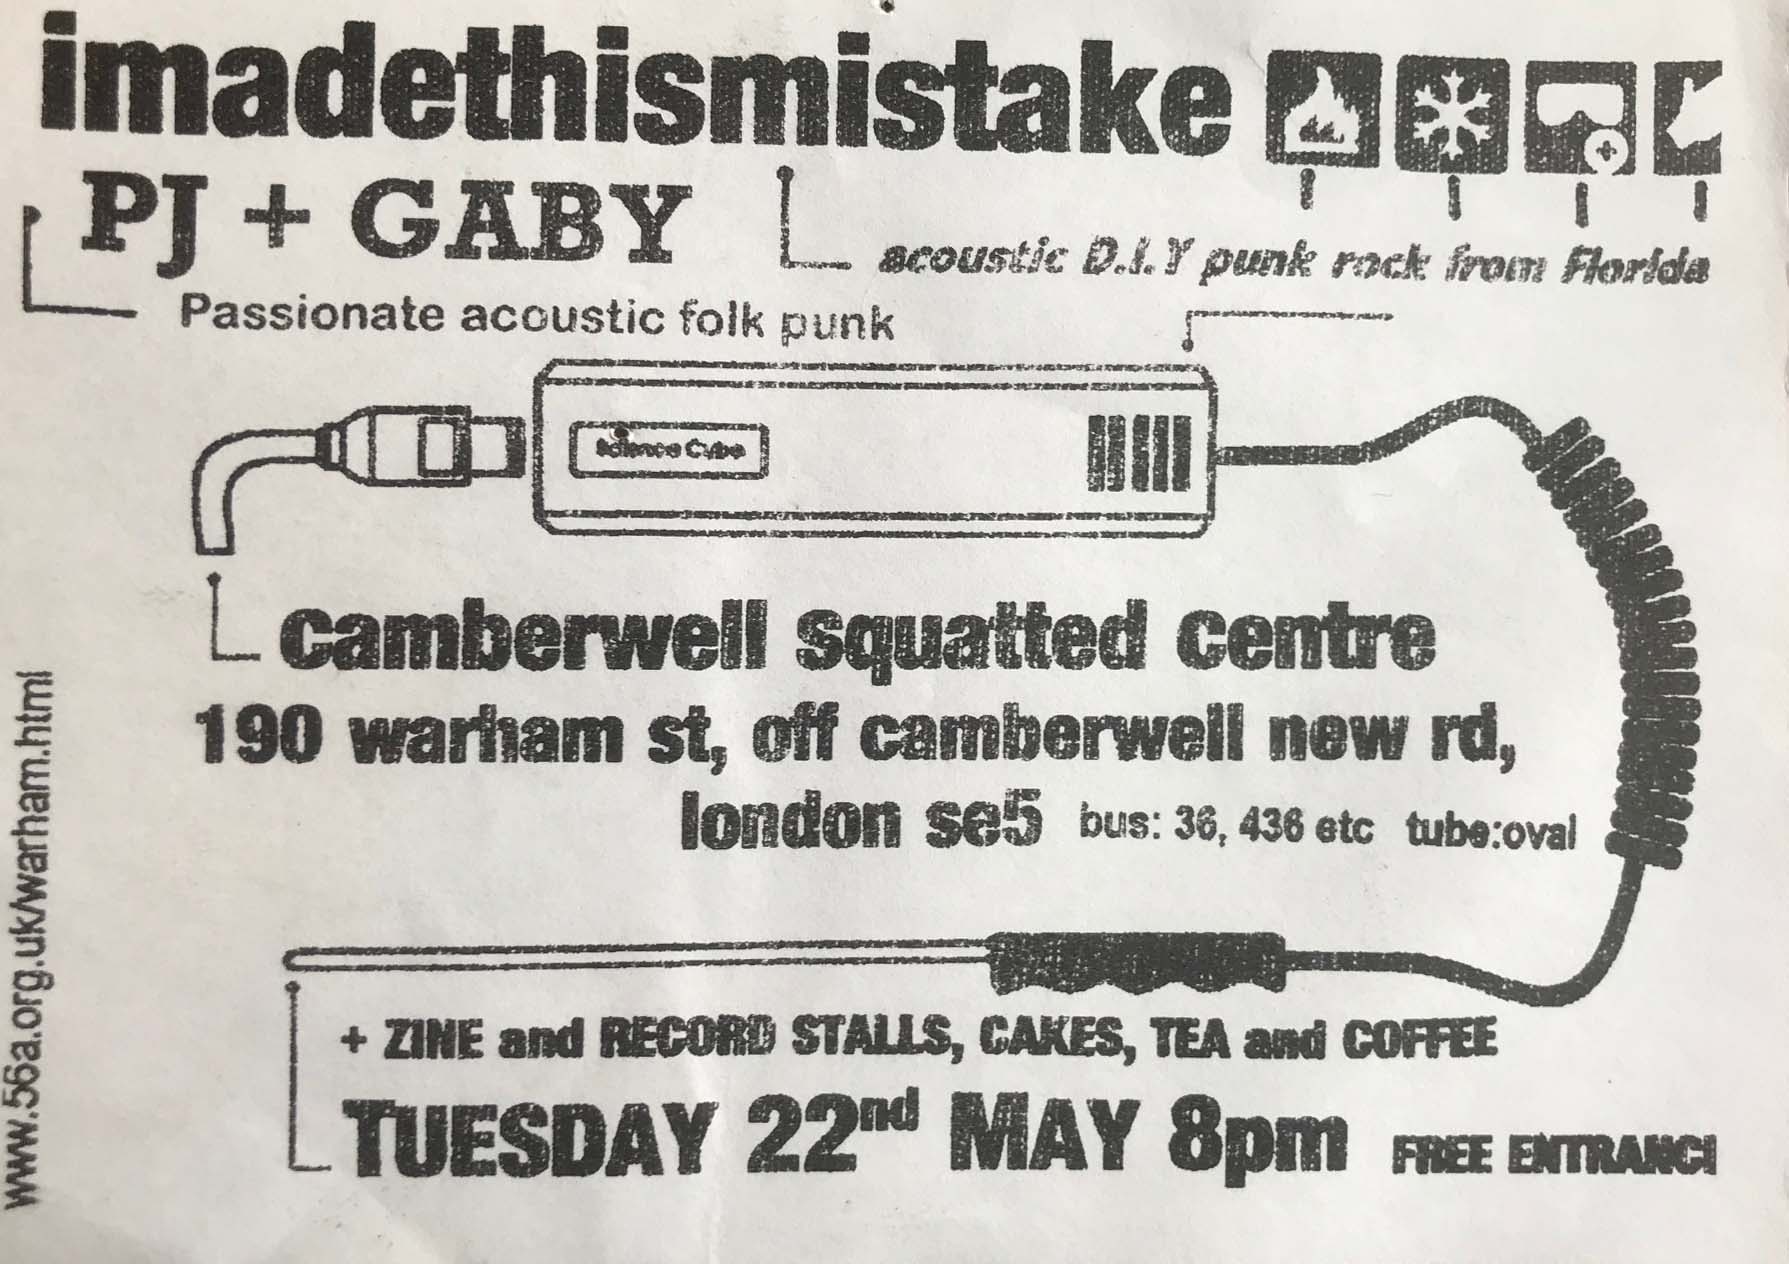 imadethismistake
PJ + GABY
acoustic D.I.Y punk rock from Florida
Passionate acoustic folk punk
Science Cube
camberwell squatted centre
190 warham st, off camberwell new rd,
london se5 bus: 36, 436 etc tube:oval
+ ZINE and RECORD STALLS, CAKES, TEA and COFFEE
TUESDAY 22nd MAY 8pm FREE ENTRANC
www.56a.org.uk/warham.html